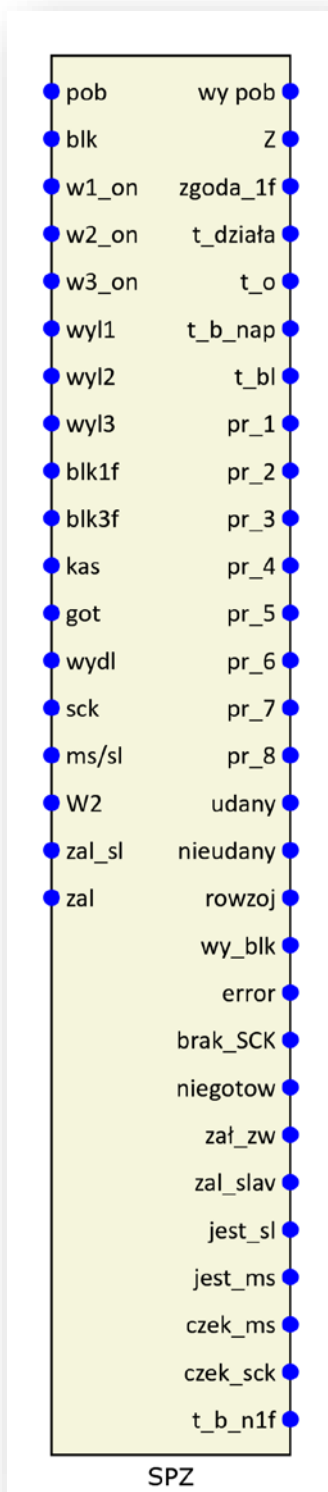 pob wy pob
blk Z
w1_on zgoda_1f
w2_on t_działa
w3_on t_o
wyl1 t_b_nap
wyl2 t_bl
wyl3 pr_1
blk1f pr_2
blk3f pr_3
kas pr_4
got pr_5
wydl pr_6
sck pr_7
ms/sl pr_8
W2 udany
zal_sl nieudany
zal rowzoj
wy_blk
error
brak_SCK
niegotow
zał_zw
zal_slav
jest_sl
jest_ms
czek_ms
czek_sck
t_b_n1f
SPZ